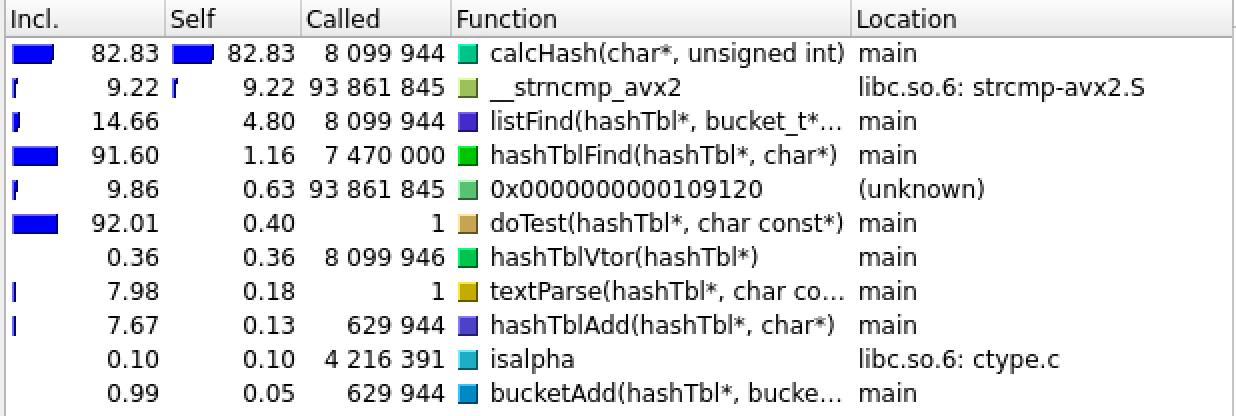 Incl. Self Called Function Location
82.83 82.83 8 099 944 calcHash(char*, unsigned int) main
9.22 9.22 93 861 845 __strncmp_avx2 libc.so.6: strcmp-avx2.S
14.66 4.80 8 099 944 listFind(hashTbl*, bucket_t*... main
91.60 1.16 7 470 000 hashTblFind(hashTbl*, char*) main
9.86 0.63 93 861 845 0x0000000000109120 (unknown)
92.01 0.40 1 doTest(hashTbl*, char const*) main
0.36 0.36 8 099 946 hashTblVtor(hashTbl*) main
7.98 0.18 1 textParse(hashTbl*, char co... main
7.67 0.13 629 944 hashTblAdd(hashTbl*, char*) main
0.10 0.10 4 216 391 isalpha libc.so.6: ctype.c
0.99 0.05 629 944 bucketAdd(hashTbl*, bucke... main